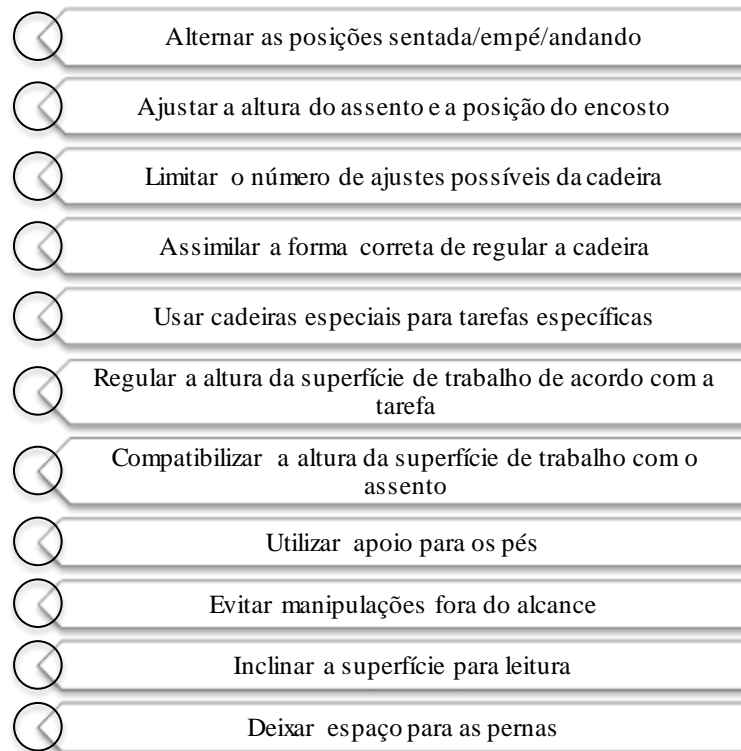 Alternar as posições sentada/empé/andando
Ajustar a altura do assento e a posição do encosto
Limitar o número de ajustes possíveis da cadeira
Assimilar a forma correta de regular a cadeira
Usar cadeiras especiais para tarefas específicas
Regular a altura da superfície de trabalho de acordo com a
tarefa
Compatibilizar a altura da superfície de trabalho com o
assento
Utilizar apoio para os pés
Evitar manipulações fora do alcance
Inclinar a superfície para leitura
Deixar espaço para as pernas